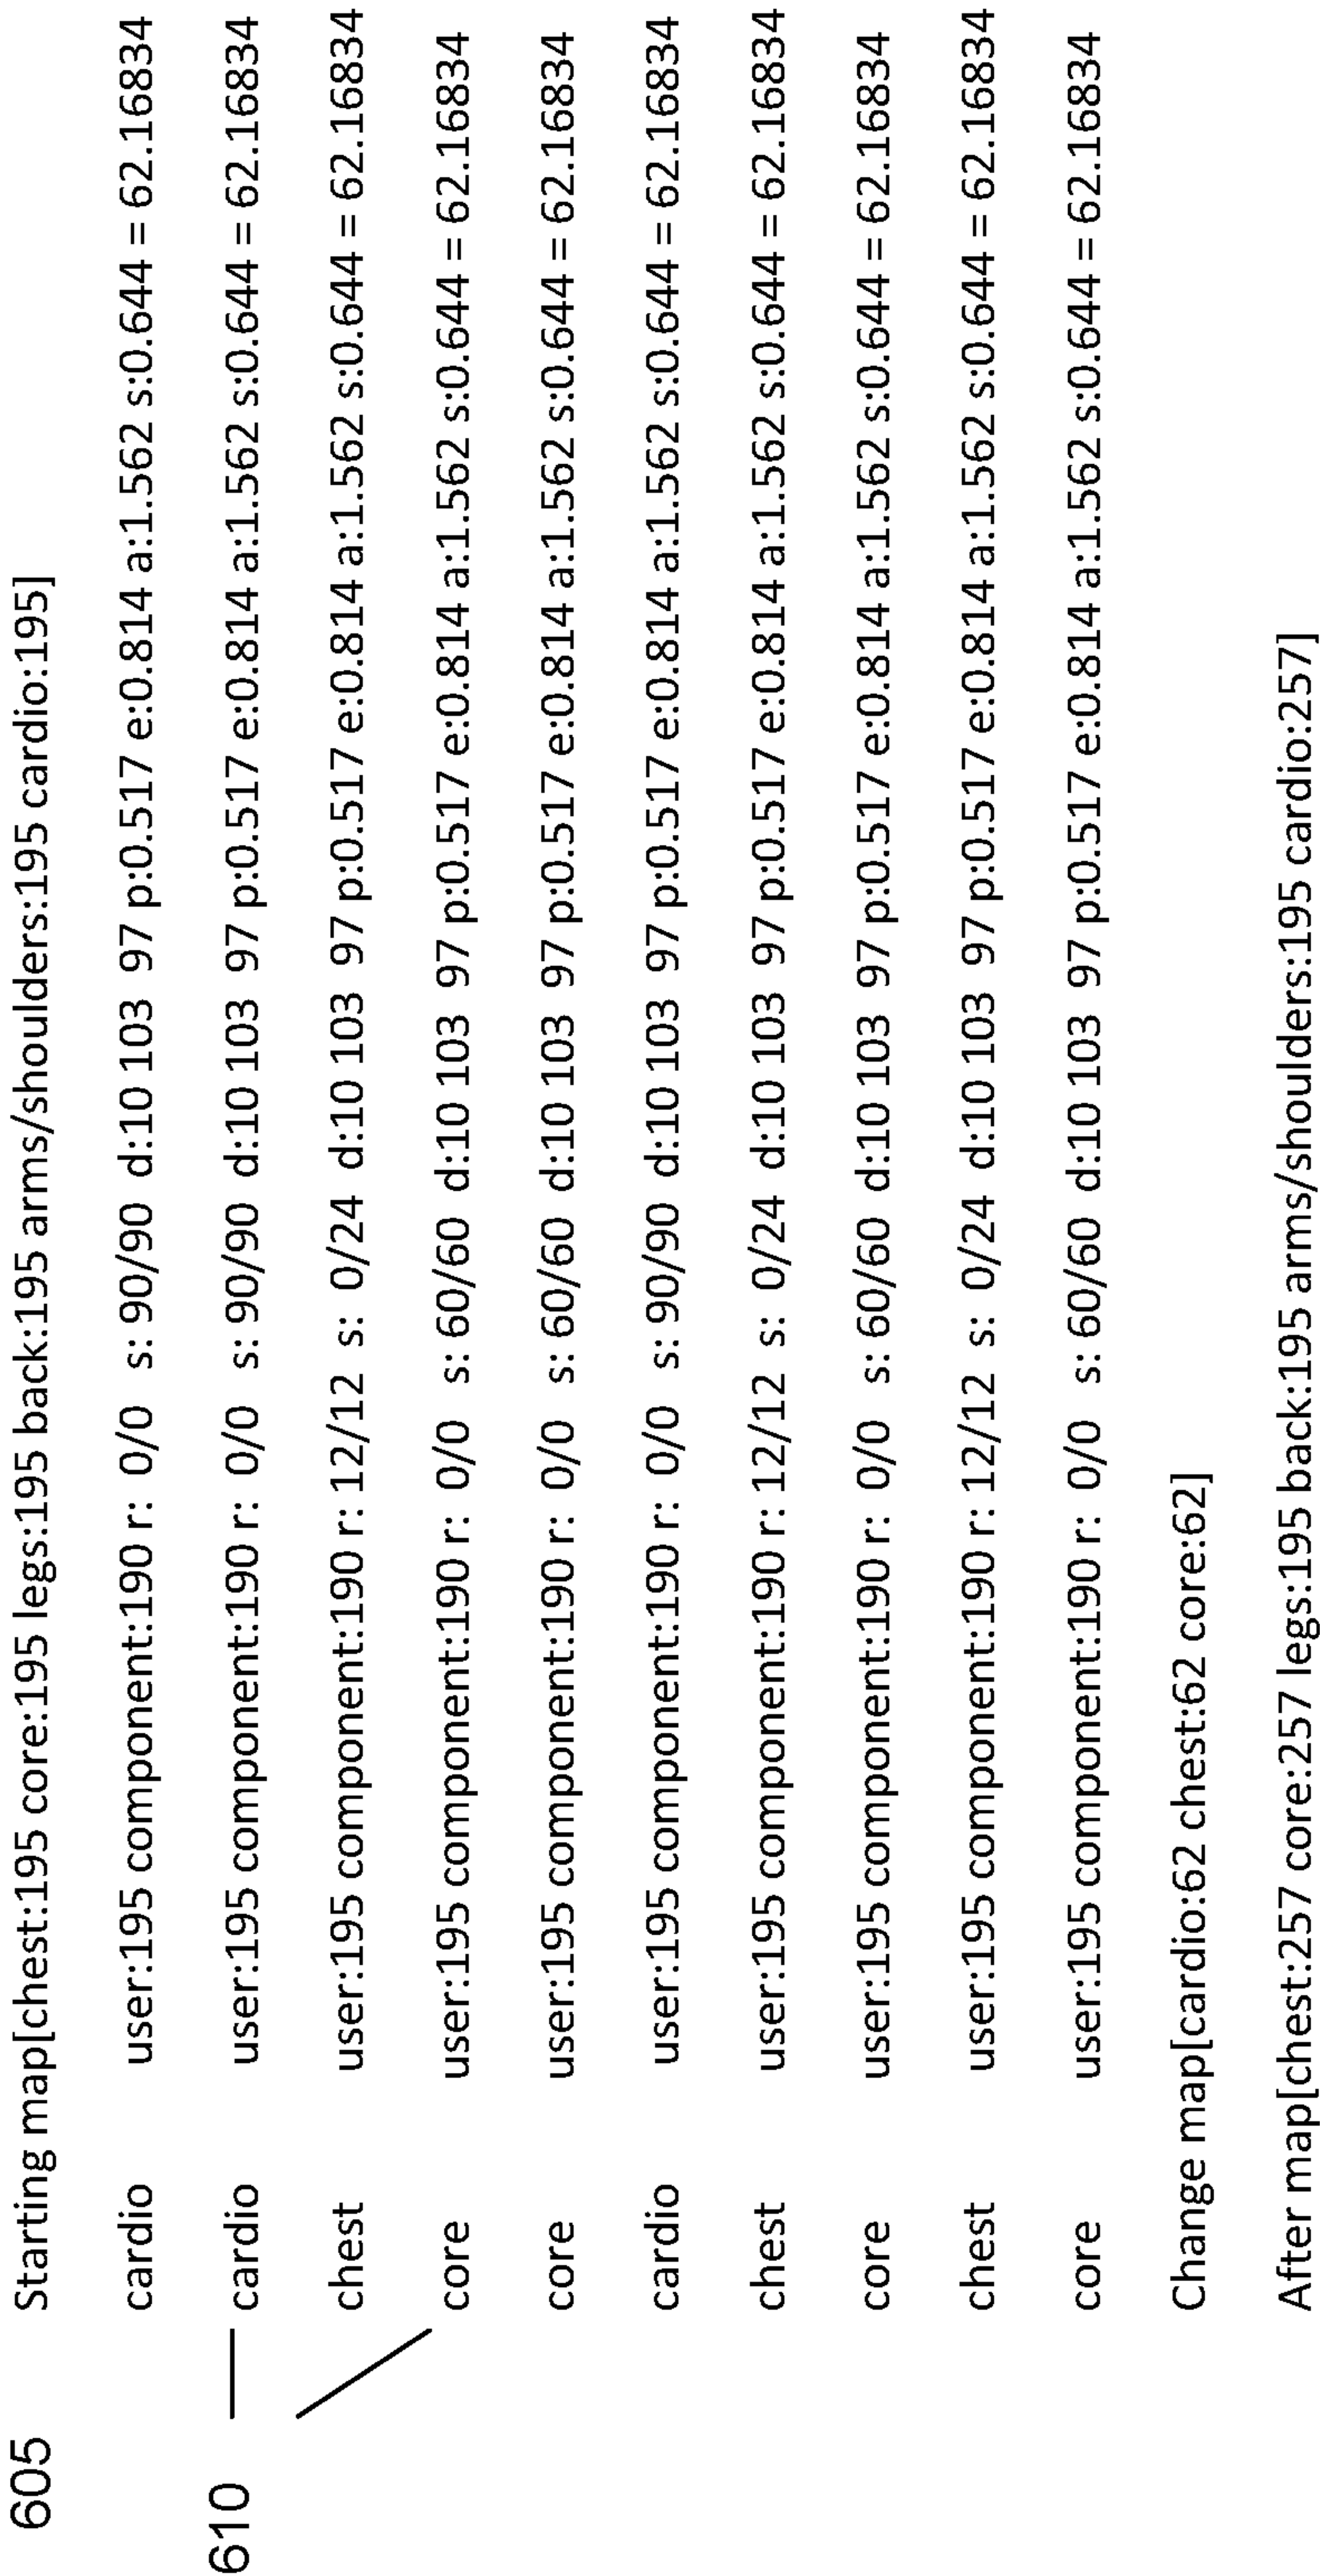 605 Starting map[chest:195 core:195 legs:195 back:195 arms/shoulders:195 cardio:195]
cardio user:195 component:190 r: 0/0 s: 90/90 d:10 103 97 p:0.517 e:0.814 a:1.562 s:0.644 = 62.16834
610 cardio user:195 component:190 r: 0/0 s: 90/90 d:10 103 97 p:0.517 e:0.814 a:1.562 s:0.644 = 62.16834
chest user:195 component:190 r: 12/12 s: 0/24 d:10 103 97 p:0.517 e:0.814 a:1.562 s:0.644 = 62.16834
core user:195 component:190 r: 0/0 s: 60/60 d:10 103 97 p:0.517 e:0.814 a:1.562 s:0.644 = 62.16834
core user:195 component:190 r: 0/0 s: 60/60 d:10 103 97 p:0.517 e:0.814 a:1.562 s:0.644 = 62.16834
cardio user:195 component:190 r: 0/0 s: 90/90 d:10 103 97 p:0.517 e:0.814 a:1.562 s:0.644 = 62.16834
chest user:195 component:190 r: 12/12 s: 0/24 d:10 103 97 p:0.517 e:0.814 a:1.562 s:0.644 = 62.16834
core user:195 component:190 r: 0/0 s: 60/60 d:10 103 97 p:0.517 e:0.814 a:1.562 s:0.644 = 62.16834
chest user:195 component:190 r: 12/12 s: 0/24 d:10 103 97 p:0.517 e:0.814 a:1.562 s:0.644 = 62.16834
core user:195 component:190 r: 0/0 s: 60/60 d:10 103 97 p:0.517 e:0.814 a:1.562 s:0.644 = 62.16834
Change map[cardio:62 chest:62 core:62]
After map[chest:257 core:257 legs:195 back:195 arms/shoulders:195 cardio:257]